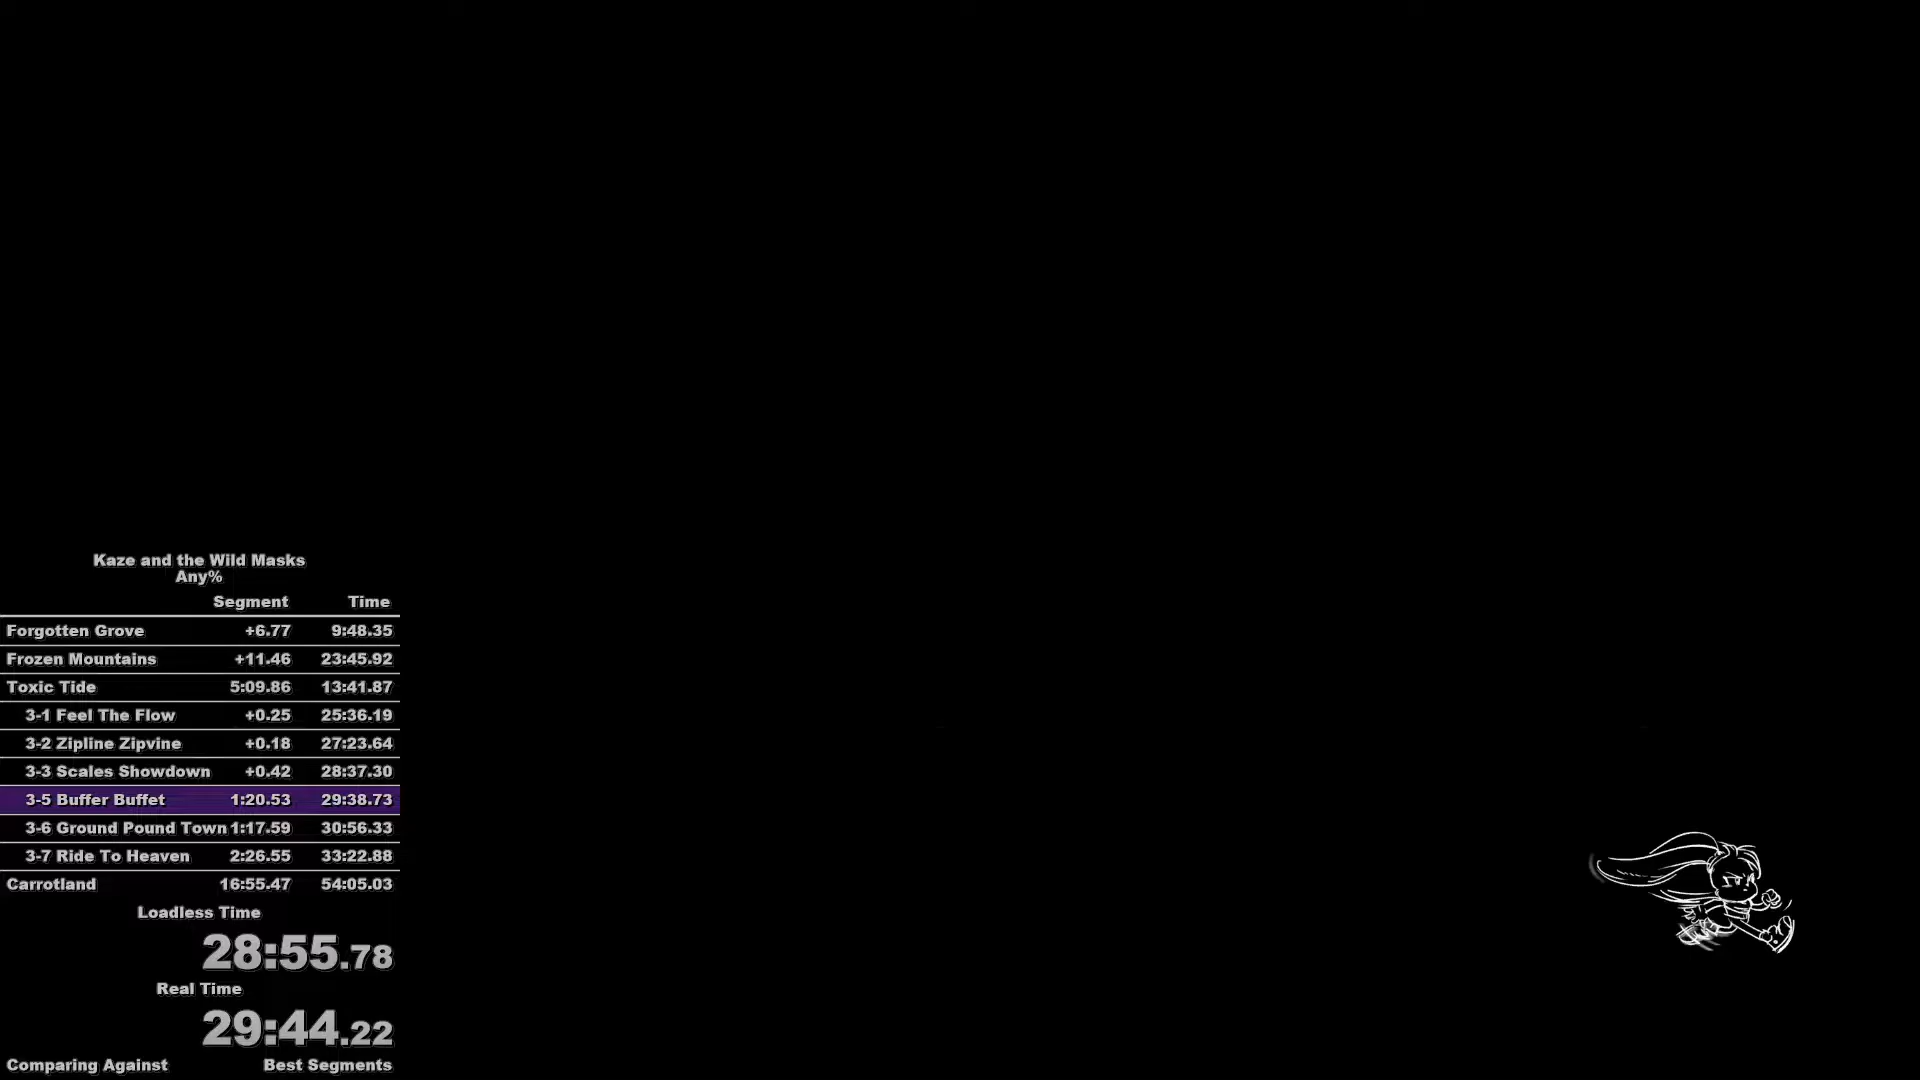 Kaze and the Wild Masks
Any%
Segment Time
Forgotten Grove +6.77 9:48.35
Frozen Mountains +11.46 23:45.92
Toxic Tide 5:09.86 13:41.87
3-1 Feel The Flow +0.25 25:36.19
3-2 Zipline Zipvine +0.18 27:23.64
3-3 Scales Showdown +0.42 28:37.30
3-5 Buffer Buffet 1:20.53 29:38.73
3-6 Ground Pound Town 1:17.59 30:56.33
3-7 Ride To Heaven 2:26.55 33:22.88
Carrotland 16:55.47 54:05.03
Loadless Time
28:55.78
Real Time
29:44.22
Comparing Against Best Segments